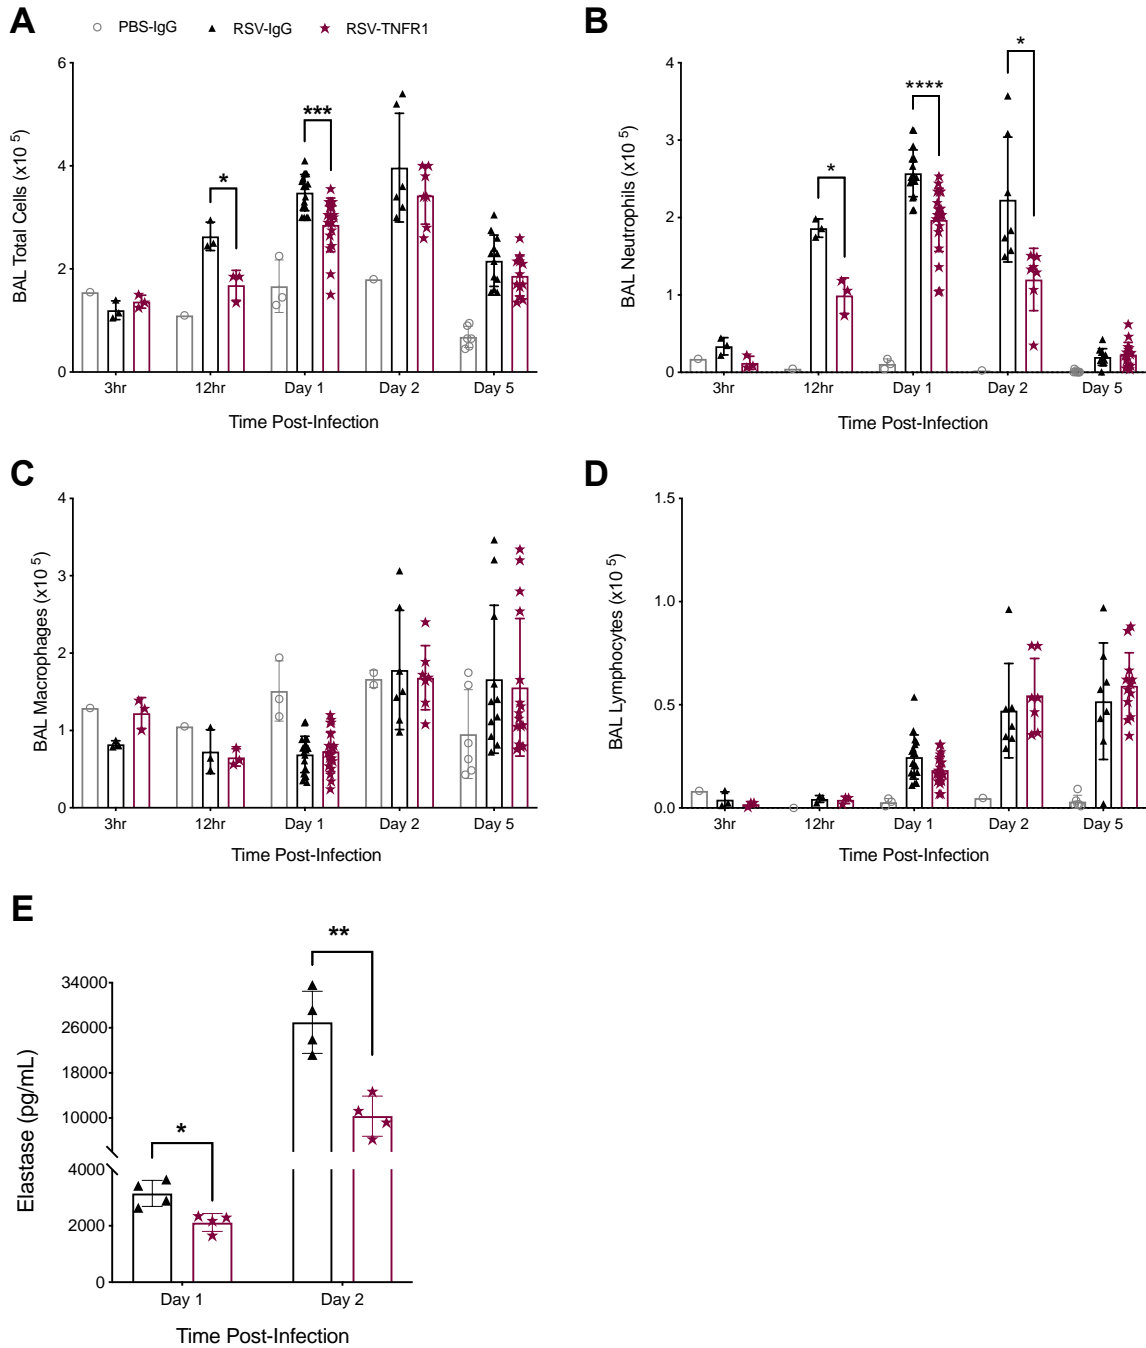 A
PBS-IgG RSV-IgG RSV-TNFR1
BAL Total Cells (x10 5)
6
4
2
0
* ***
3hr 12hr Day 1 Day 2 Day 5
Time Post-Infection
B
BAL Neutrophils (x10 5)
4
3
2
1
0
* **** *
3hr 12hr Day 1 Day 2 Day 5
Time Post-Infection
C
BAL Macrophages (x10 5)
4
3
2
1
0
3hr 12hr Day 1 Day 2 Day 5
Time Post-Infection
D
BAL Lymphocytes (x10 5)
1.5
1.0
0.5
0.0
3hr 12hr Day 1 Day 2 Day 5
Time Post-Infection
E
Elastase (pg/mL)
34000
26000
18000
10000
4000
2000
0
* **
Day 1 Day 2
Time Post-Infection